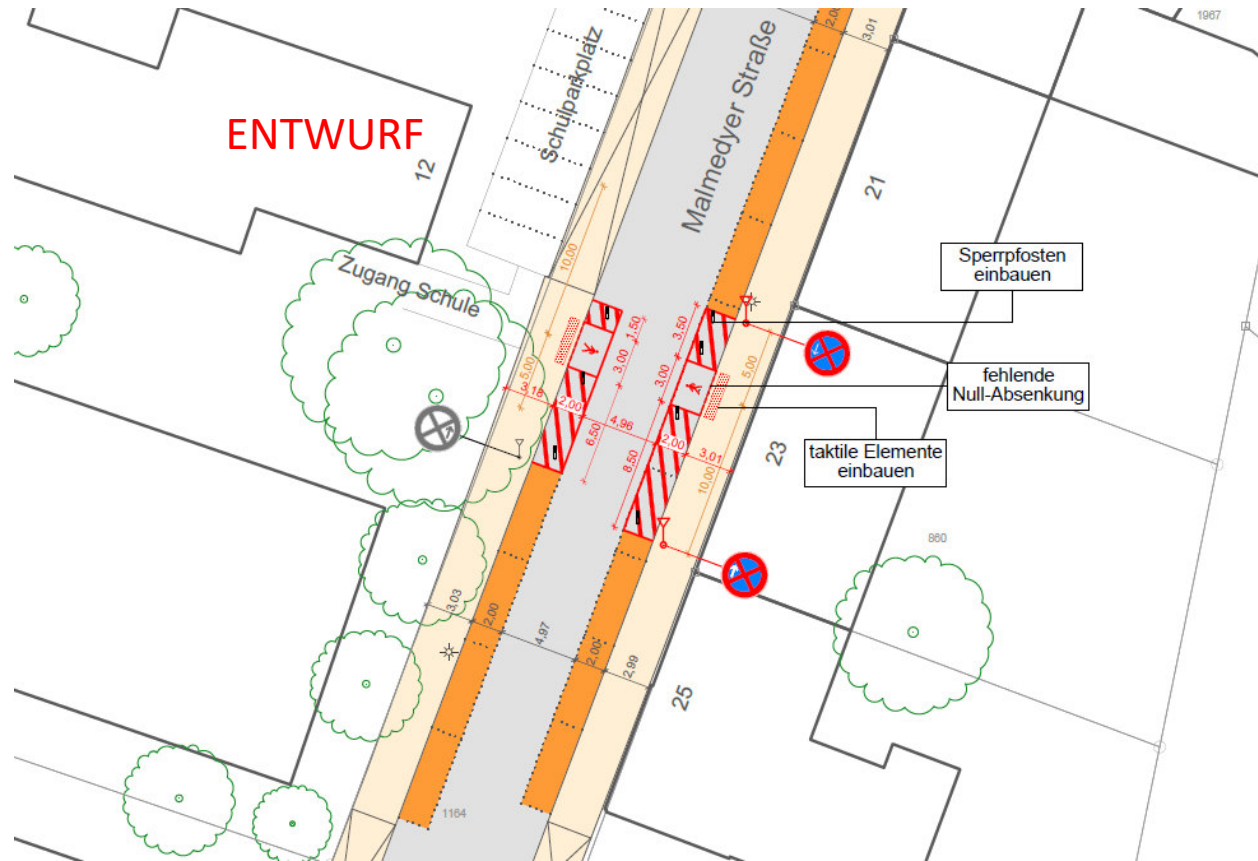 1967
2,00
3,01
Schulparkplatz
Malmedyer Straße
ENTWURF
12
21
10,00
Sperrpfosten
einbauen
Zugang Schule
1,50
3,50
3,00
3,00
5,00
5,00
fehlende
Null-Absenkung
3,18
2,00
4,96
2,00
3,01
6,50
8,50
10,00
23
taktile Elemente
einbauen
860
3,03
2,00
4,97
2,00
2,99
25
1164